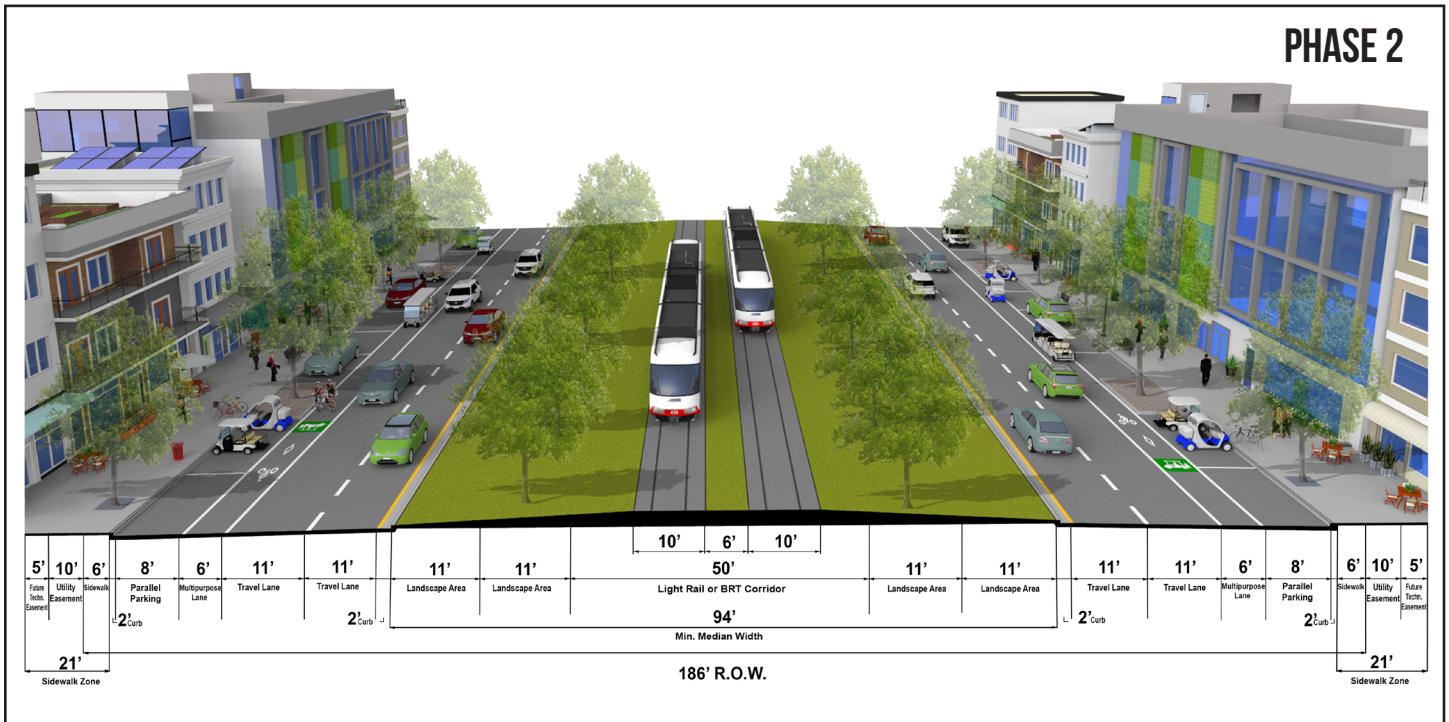 PHASE 2
10’ 6’ 10’
5’ 10’ 6’ 8’ 6’ 11’ 11’ 11’ 11’ 50’ 11’ 11’ 11’ 11’ 6’ 8’ 6’ 10’ 5’
Future Techn. Easement
Utility Easement
Sidewalk
Parallel Parking
Multipurpose Lane
Travel Lane
Travel Lane
Landscape Area
Landscape Area
Light Rail or BRT Corridor
Landscape Area
Landscape Area
Travel Lane
Travel Lane
Multipurpose Lane
Parallel Parking
Sidewalk
Utility Easement
Future Techn. Easement
2’ Curb
2’ Curb
94’
2’ Curb
2’ Curb
Min. Median Width
21’
186’ R.O.W.
21’
Sidewalk Zone
Sidewalk Zone